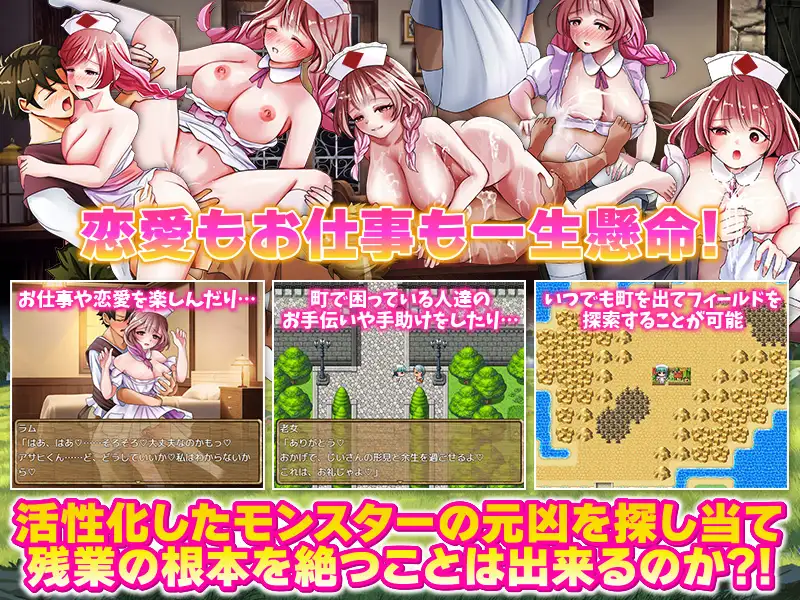 恋愛もお仕事も一生懸命!
お仕事や恋愛を楽しんだり…
町で困っている人達の
お手伝いや手助けをしたり…
いつでも町を出てフィールドを
探索することが可能
ラム
「はあ、はあ♡……そろそろ♡大丈夫なのかもっ♡
アサヒくん……ど、どうしていいか♡私はわからないか
ら♡
老女
「ありがとう♡
おかげで、じいさんの形見と余生を過ごせるよ♡
これは、お礼じゃよ♡」
活性化したモンスターの元凶を探し当て
残業の根本を絶つことは出来るのか?!